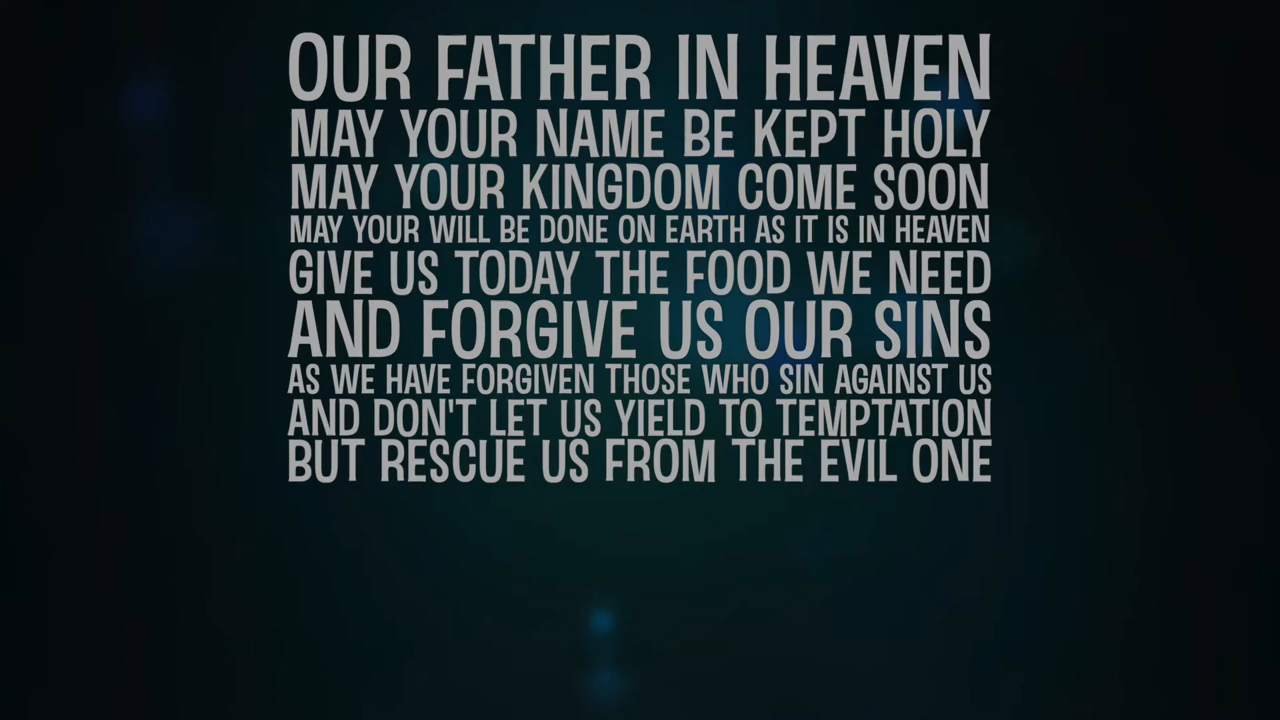 OUR FATHER IN HEAVEN
MAY YOUR NAME BE KEPT HOLY
MAY YOUR KINGDOM COME SOON
MAY YOUR WILL BE DONE ON EARTH AS IT IS IN HEAVEN
GIVE US TODAY THE FOOD WE NEED
AND FORGIVE US OUR SINS
AS WE HAVE FORGIVEN THOSE WHO SIN AGAINST US
AND DON'T LET US YIELD TO TEMPTATION
BUT RESCUE US FROM THE EVIL ONE